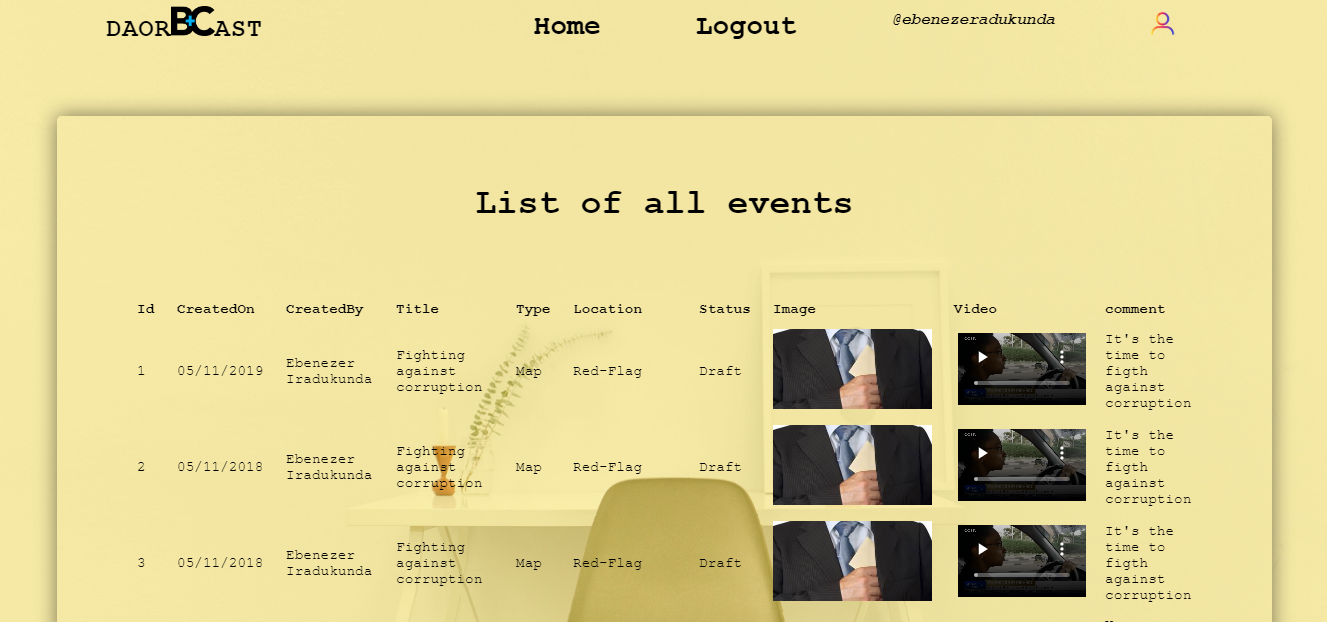 DAORBCAST Home Logout @ebenezeradukunda
List of all events
Id CreatedOn CreatedBy Title Type Location Status Image Video comment
1 05/11/2019 Ebenezer Iradukunda Fighting against corruption Map Red-Flag Draft It's the time to figth against corruption
2 05/11/2018 Ebenezer Iradukunda Fighting against corruption Map Red-Flag Draft It's the time to figth against corruption
3 05/11/2018 Ebenezer Iradukunda Fighting against corruption Map Red-Flag Draft It's the time to figth against corruption